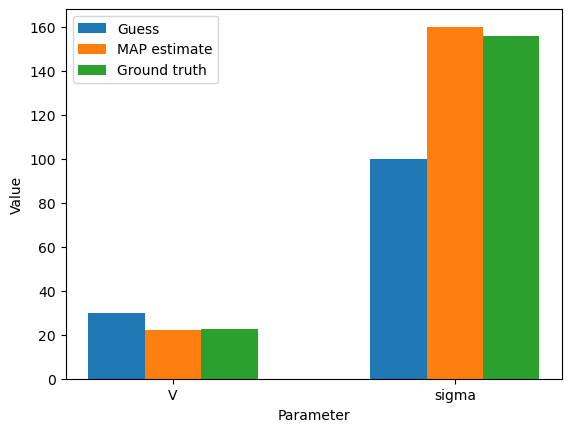 Guess
MAP estimate
Ground truth
160
140
120
100
80
60
40
20
0
Value
V
sigma
Parameter